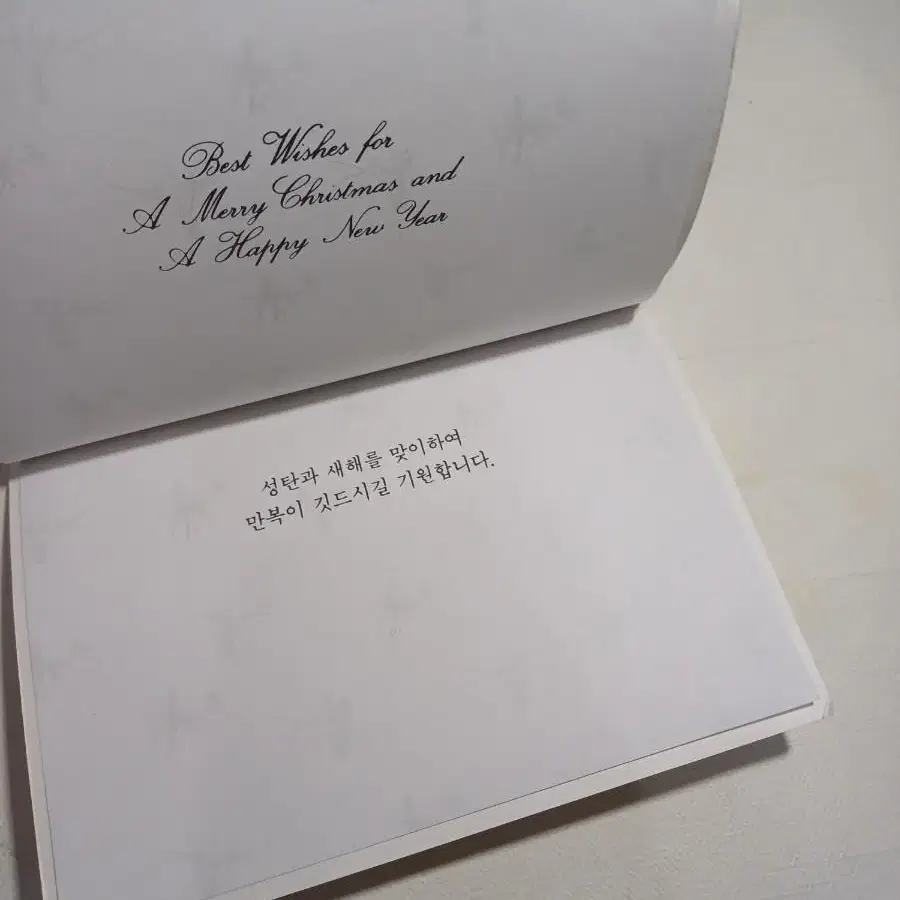 Best Wishes for
A Merry Christmas and
A Happy New Year
성탄과 새해를 맞이하여
만복이 깃드시길 기원합니다.